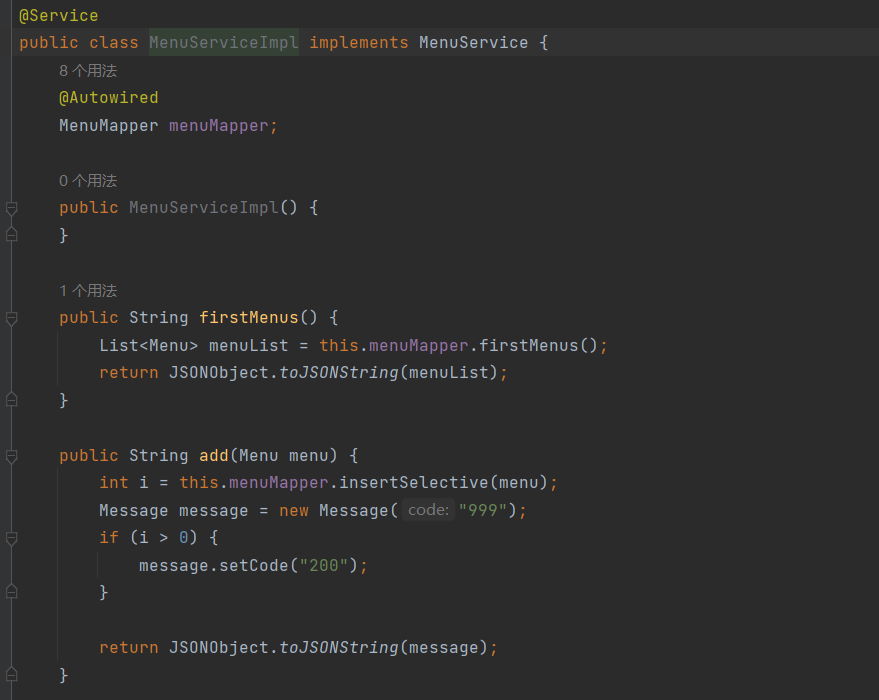 @Service
public class MenuServiceImpl implements MenuService {
8 个用法
@Autowired
MenuMapper menuMapper;
0 个用法
public MenuServiceImpl() {
}
1 个用法
public String firstMenus() {
List<Menu> menuList = this.menuMapper.firstMenus();
return JSONObject.toJSONString(menuList);
}
public String add(Menu menu) {
int i = this.menuMapper.insertSelective(menu);
Message message = new Message( code: "999");
if (i > 0) {
message.setCode("200");
}
return JSONObject.toJSONString(message);
}